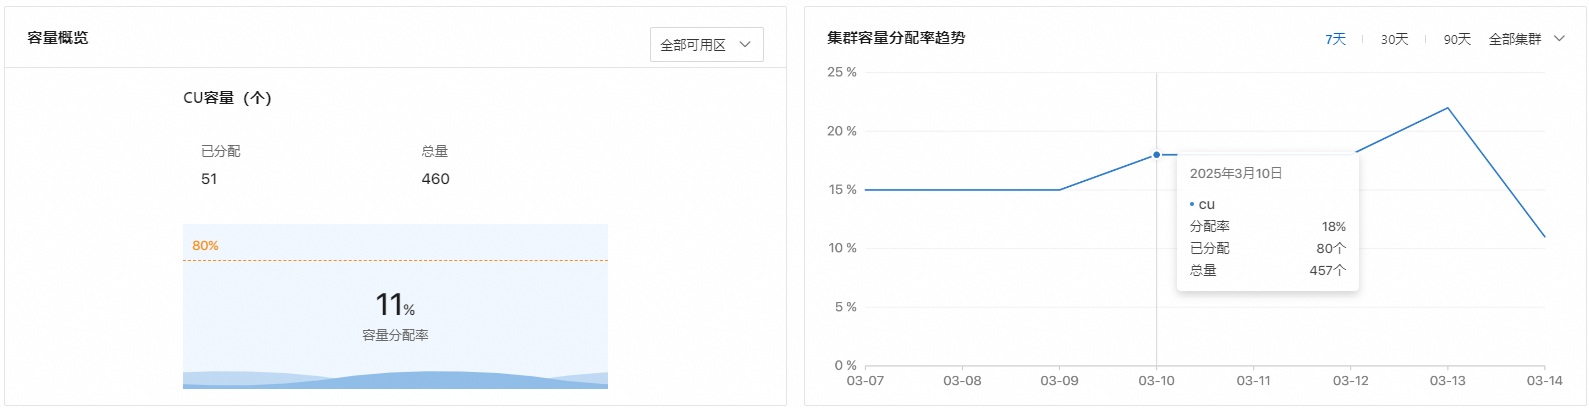 容量概览
全部可用区
CU容量（个）
已分配
总量
51
460
80%
11%
容量分配率
集群容量分配率趋势
7天
30天
90天
全部集群
25 %
20 %
15 %
10 %
5 %
0 %
2025年3月10日
cu
分配率 18%
已分配 80个
总量 457个
03-07 03-08 03-09 03-10 03-11 03-12 03-13 03-14